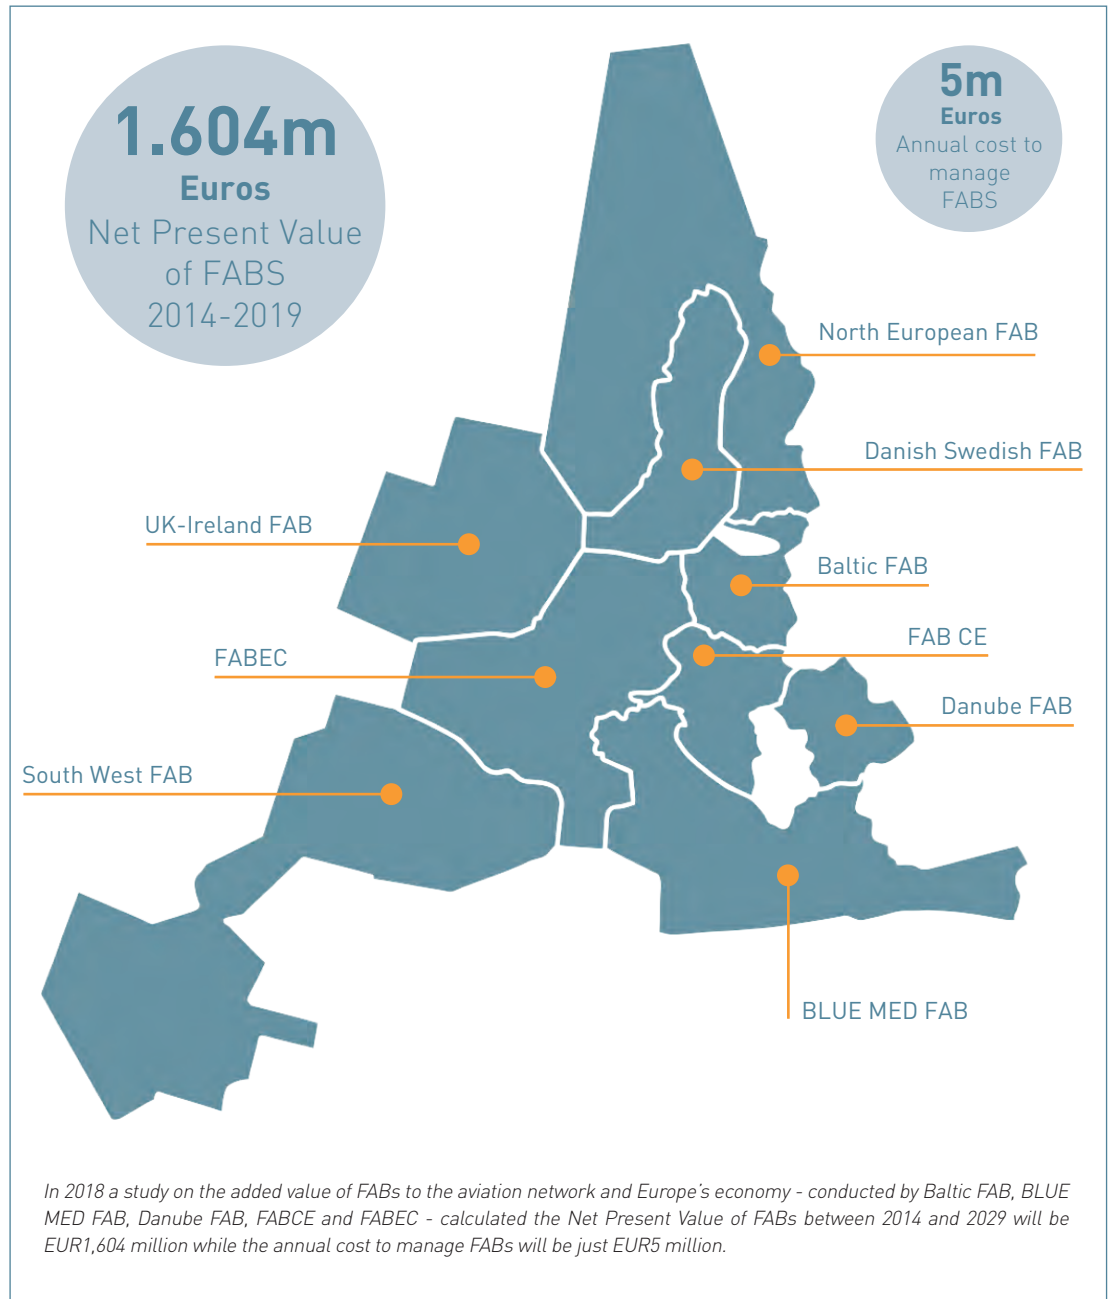 1.604m
Euros
Net Present Value
of FABS
2014-2019
5m
Euros
Annual cost to
manage
FABS
North European FAB
Danish Swedish FAB
UK-Ireland FAB
Baltic FAB
FAB CE
FABEC
Danube FAB
South West FAB
BLUE MED FAB
In 2018 a study on the added value of FABs to the aviation network and Europe's economy - conducted by Baltic FAB, BLUE
MED FAB, Danube FAB, FABCE and FABEC - calculated the Net Present Value of FABs between 2014 and 2029 will be
EUR1,604 million while the annual cost to manage FABs will be just EUR5 million.